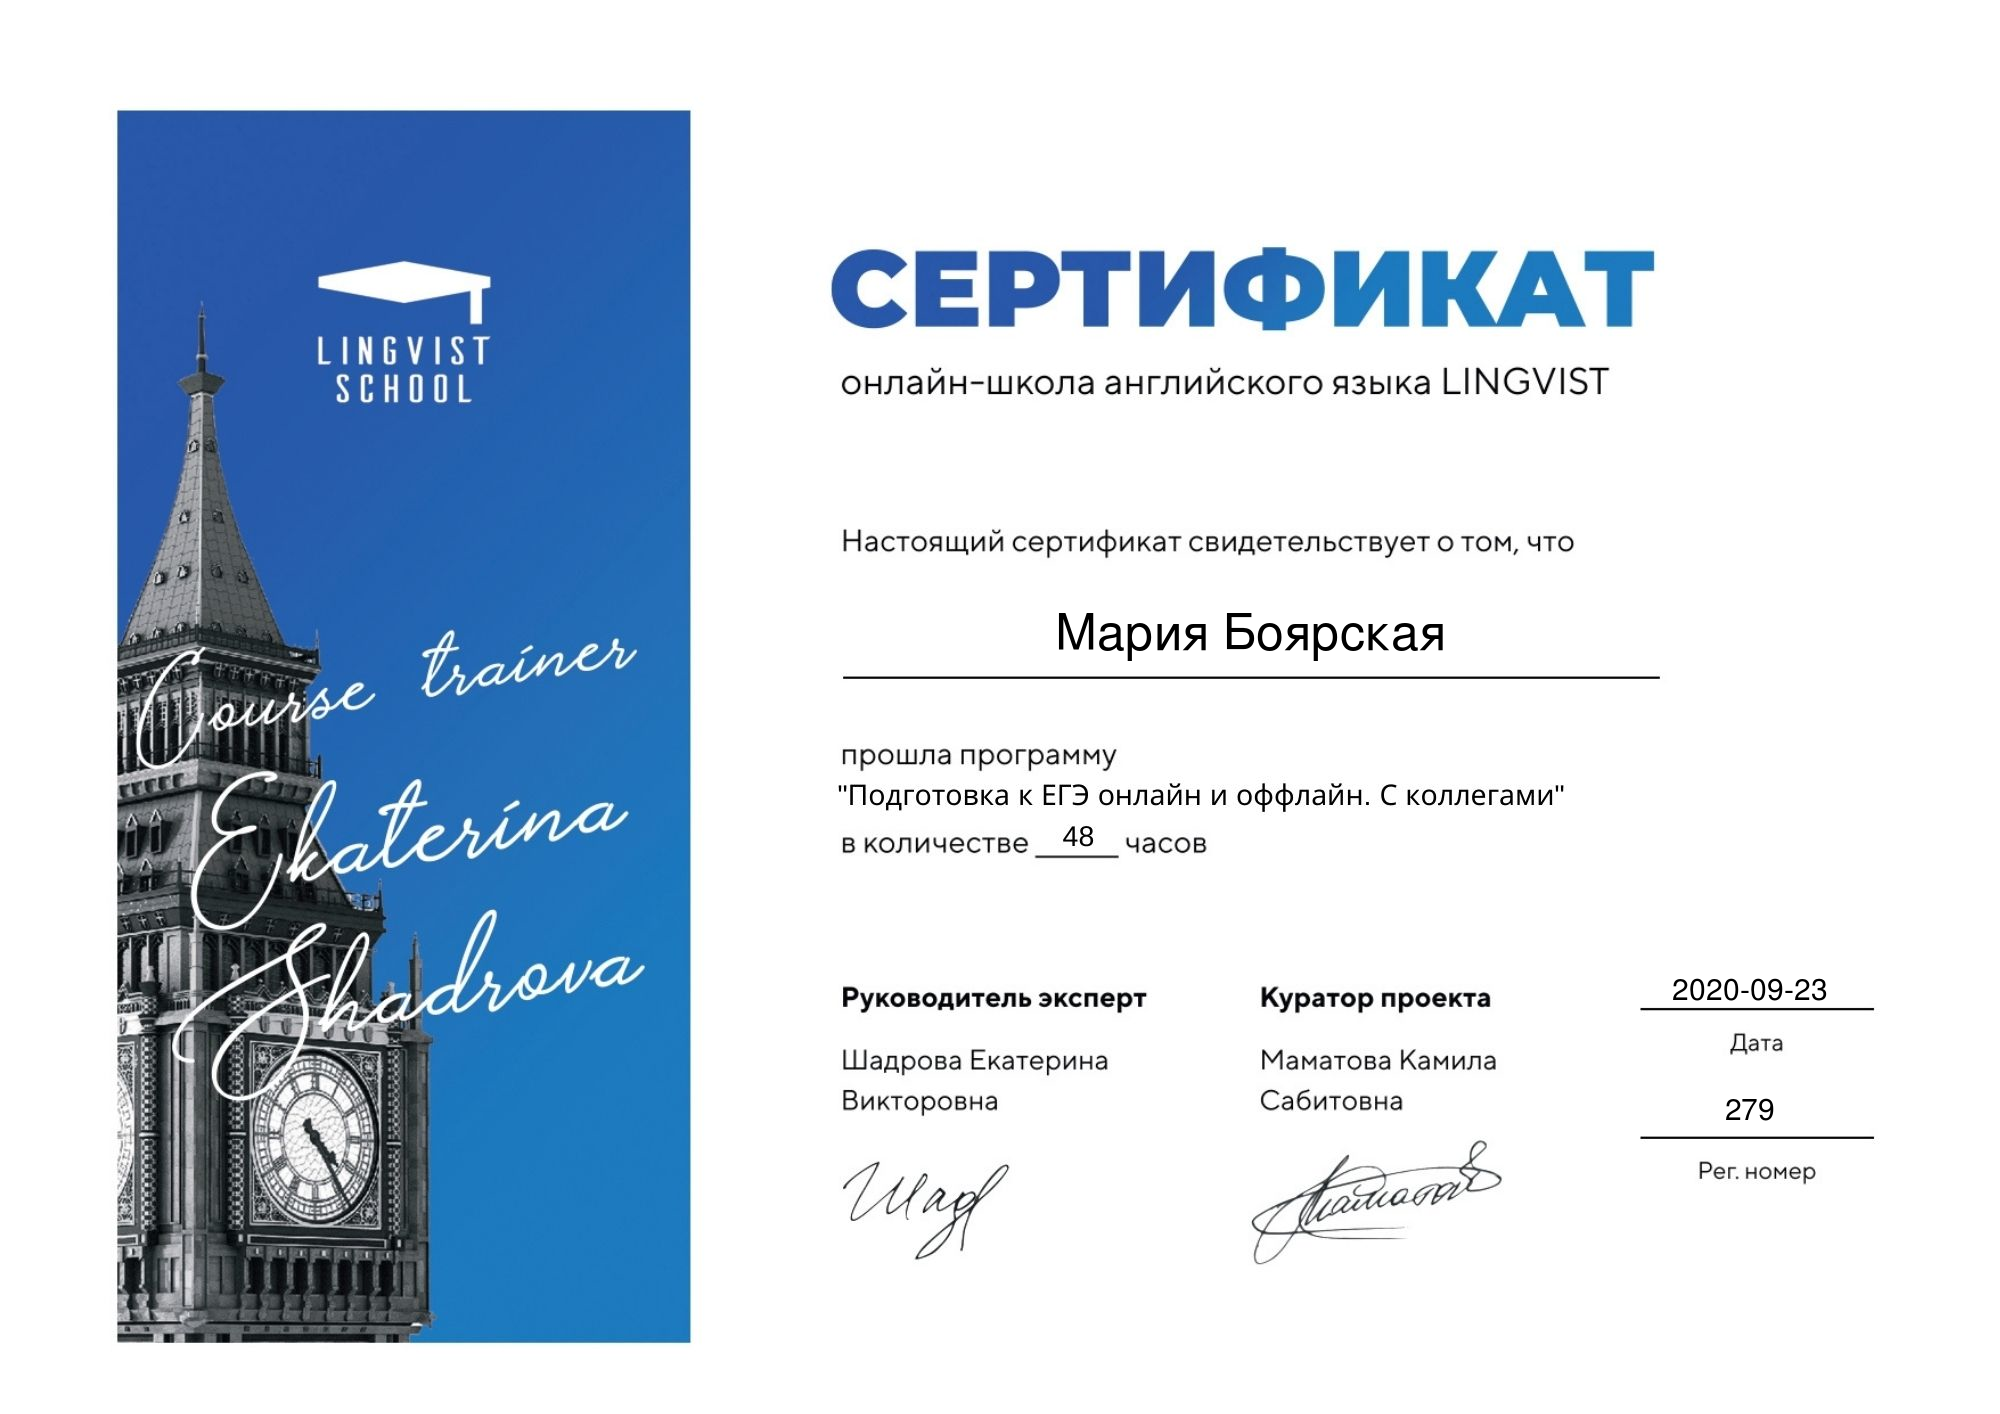 LINGVIST
SCHOOL
Course trainer
Ekaterina
Shadrova
СЕРТИФИКАТ
онлайн-школа английского языка LINGVIST
Настоящий сертификат свидетельствует о том, что
Мария Боярская
прошла программу
"Подготовка к ЕГЭ онлайн и оффлайн. С коллегами"
в количестве 48 часов
Руководитель эксперт
Шадрова Екатерина
Викторовна
Шад
Куратор проекта
Маматова Камила
Сабитовна
2020-09-23
Дата
279
Рег. номер